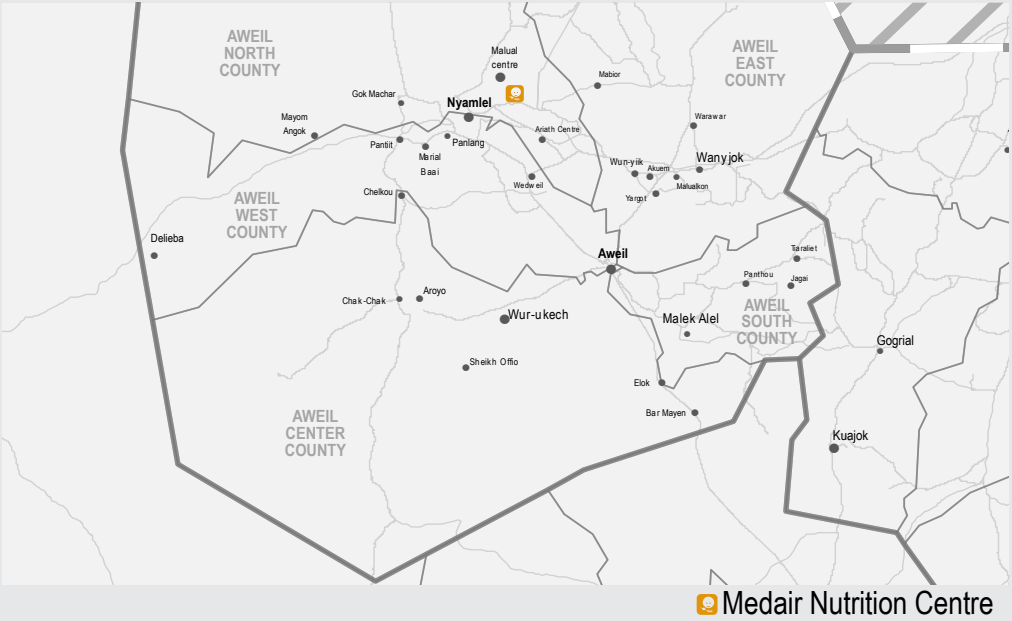 AWEIL
NORTH
COUNTY
Malual
centre
AWEIL
EAST
COUNTY
Mabior
Gok Machar
Nyamlel
Mayom
Angok
Warawar
Ariath Centre
Pantiit
Panlang
Marial
Baai
Wun-yiik
Akuem
Wanyjok
Malualkon
Wedweil
Yargot
Chelkou
AWEIL
WEST
COUNTY
Delieba
Aweil
Tiaraliet
Panthou
Jagai
Chak-Chak
Aroyo
Wur-ukech
Malek Alel
AWEIL
SOUTH
COUNTY
Gogrial
Sheikh Offio
Elok
Bar Mayen
AWEIL
CENTER
COUNTY
Kuajok
Medair Nutrition Centre